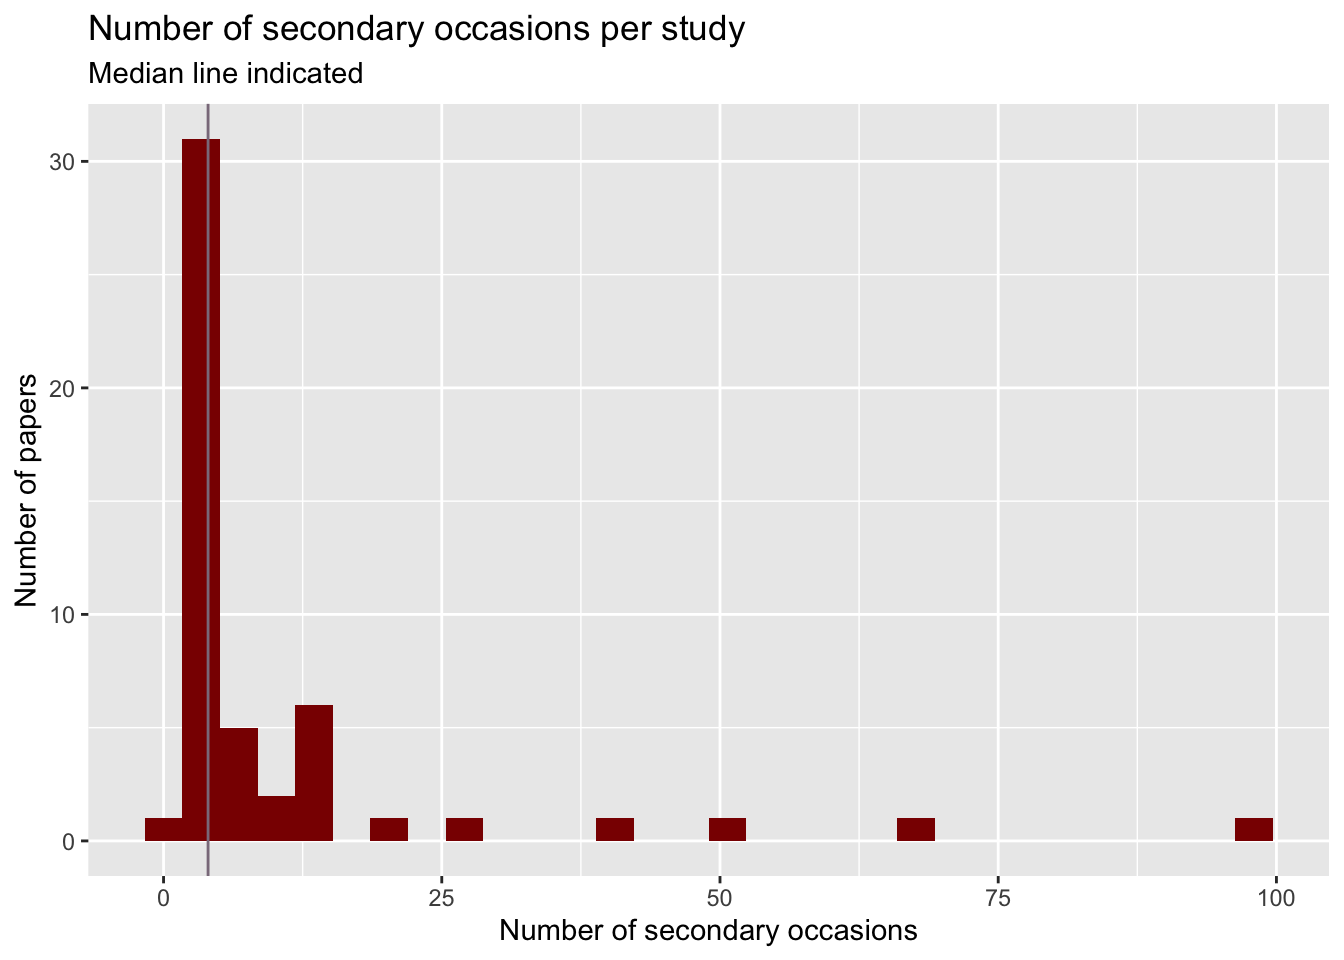 Number of secondary occasions per study
Median line indicated
30
20
10
0
Number of papers
0 25 50 75 100
Number of secondary occasions